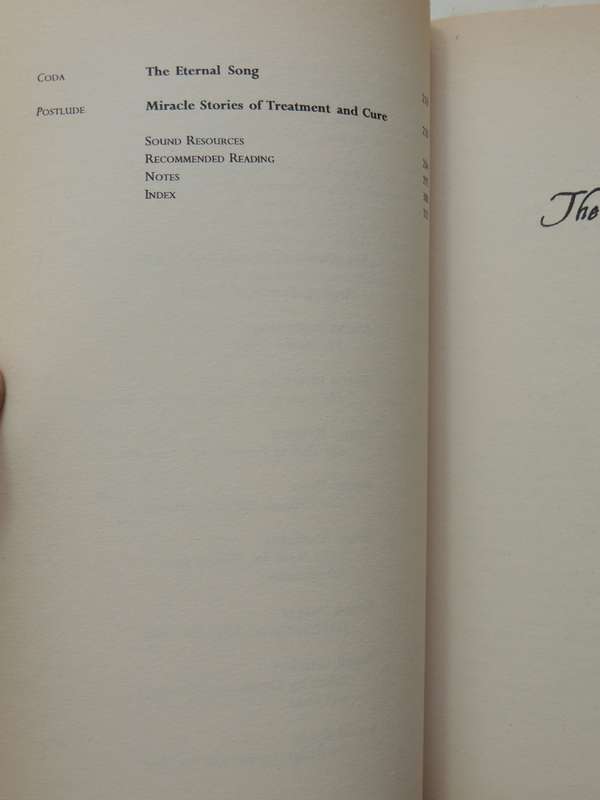 CODA The Eternal Song
POSTLUDE Miracle Stories of Treatment and Cure
SOUND RESOURCES
RECOMMENDED READING
NOTES
INDEX
The